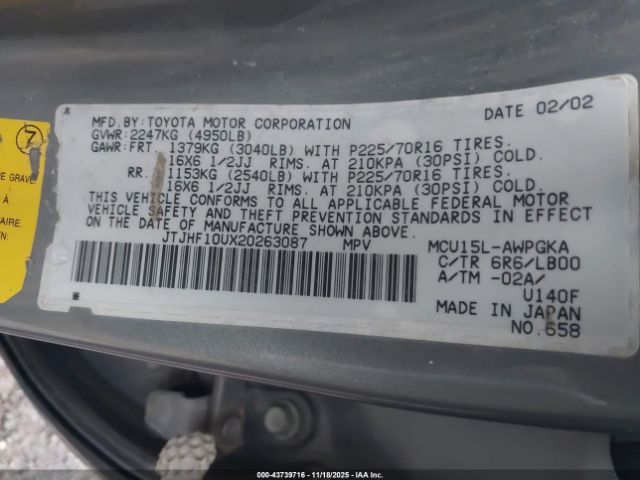 7
E GRAVE
À
TAIRE.
MFD. BY: TOYOTA MOTOR CORPORATION DATE 02/02
GVWR: 2247KG (4950LB)
GAWR: FRT. 1379KG (3040LB) WITH P225/70R16 TIRES.
16X6 1/2JJ RIMS. AT 210KPA (30PSI) COLD.
RR. 1153KG (2540LB) WITH P225/70R16 TIRES.
16X6 1/2JJ RIMS. AT 210KPA (30PSI) COLD.
THIS VEHICLE CONFORMS TO ALL APPLICABLE FEDERAL MOTOR
VEHICLE SAFETY AND THEFT PREVENTION STANDARDS IN EFFECT
ON THE DATE OF MANUFACTURE SHOWN ABOVE.
JTJHF10UX20263087 MPV MCU15L-AWPGKA
C/TR 6R6/LB00
A/TM -02A/
U140F
MADE IN JAPAN
NO.658
000-43739716 - 11/18/2025 - IAA Inc.